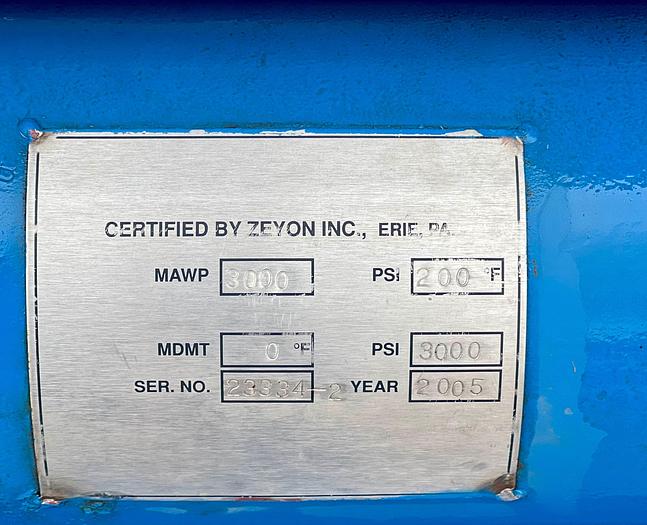 CERTIFIED BY ZEYON INC., ERIE, PA.
MAWP 3000 PSI 200 °F
MDMT 0 °F PSI 3000
SER. NO. 23334-2 YEAR 2005